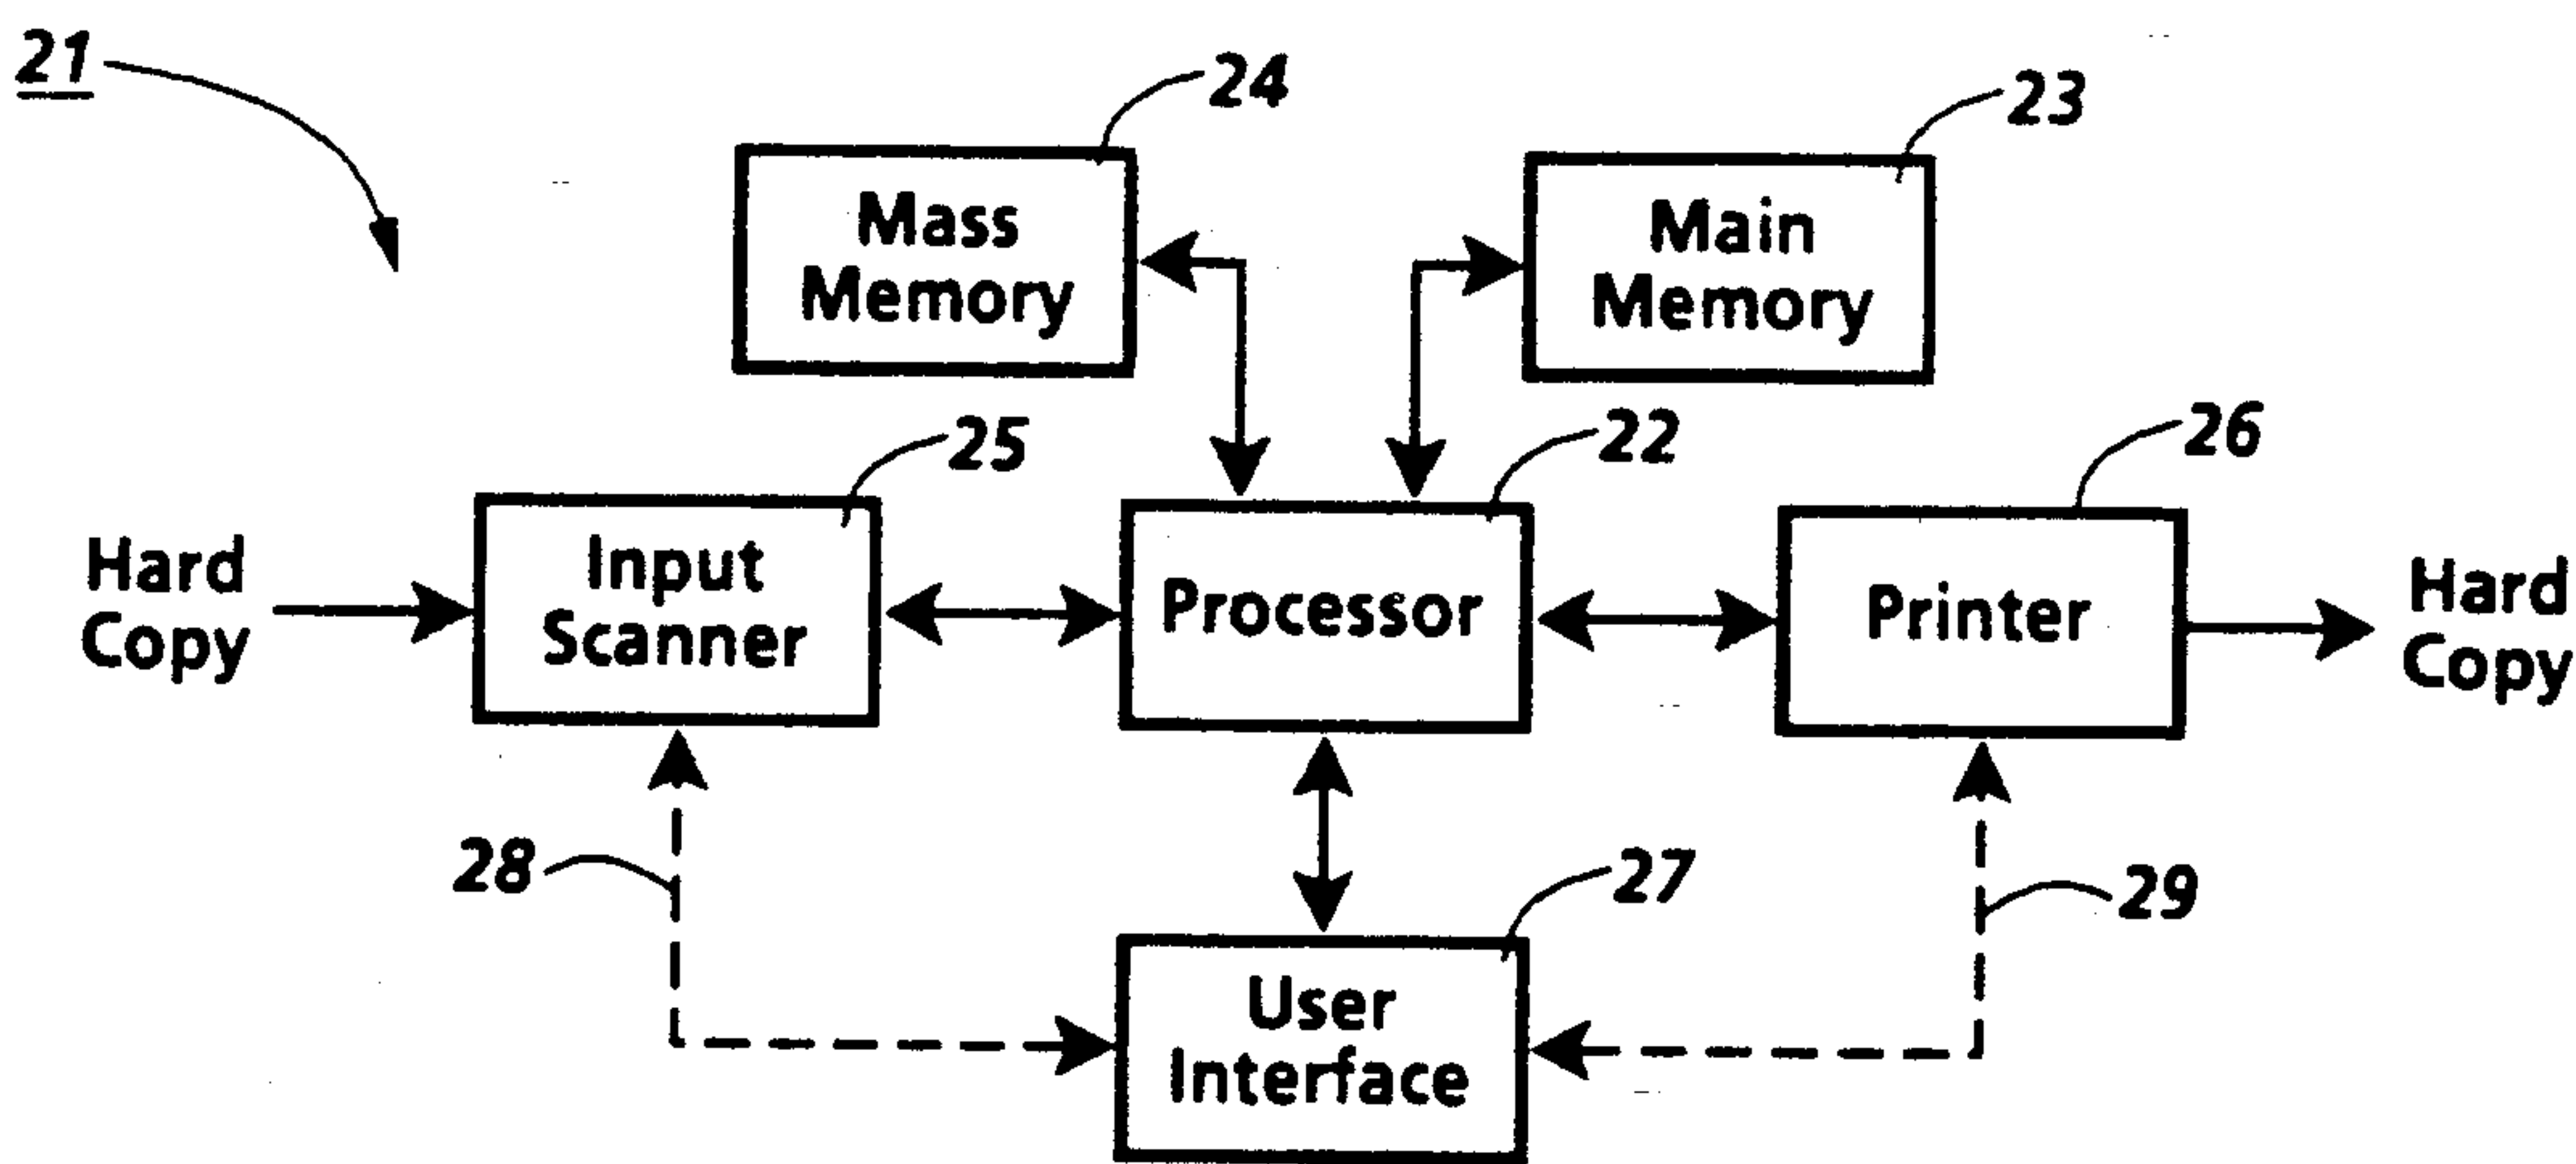 21
24
23
Mass
Memory
Main
Memory
25
22
26
Hard
Copy
Input
Scanner
Processor
Printer
Hard
Copy
28
27
29
User
Interface